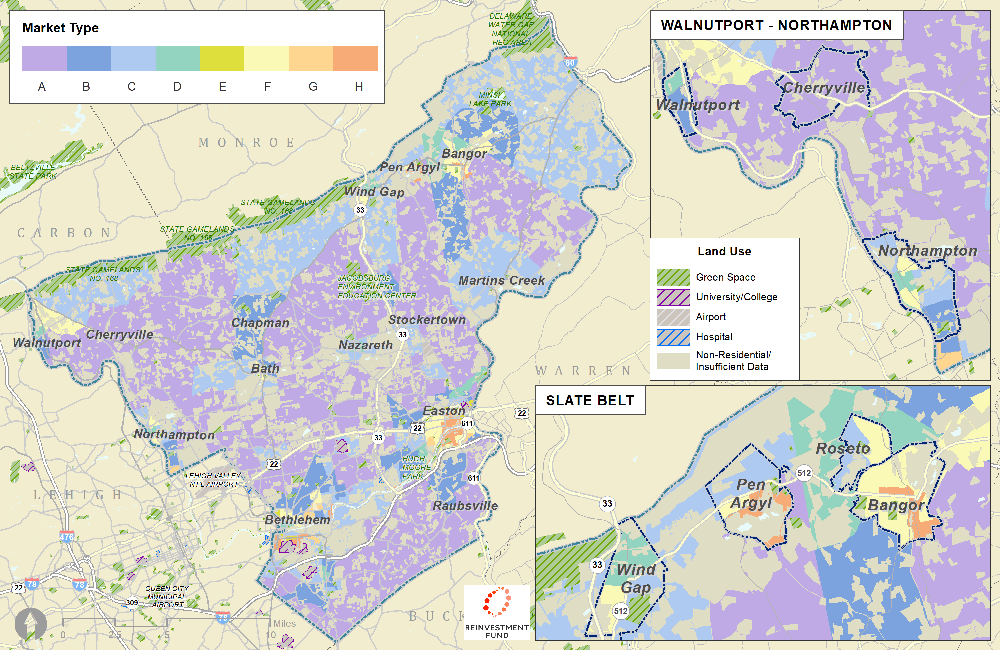 Market Type
A B C D E F G H
DELAWARE
WATER GAP
NATIONAL
REC AREA
80
MINSI
LAKE PARK
MONROE
BELTZVILLE
STATE PARK
Bangor
Pen Argyl
Wind Gap
STATE GAMELANDS
NO. 168
33
STATE GAMELANDS
NO. 168
CARBON
STATE GAMELANDS
NO. 168
JACOBSBURG
ENVIRONMENT
EDUCATION CENTER
Martins Creek
Stockertown
Chapman
33
Cherryville
Walnutport
Nazareth
Bath
WARREN
Easton
22
611
22
Northampton
33
HUGH
MOORE
PARK
22
611
LEHIGH VALLEY
NT'L AIRPORT
LEHIGH
Raubsville
Bethlehem
476
78
22
78
QUEEN CITY
MUNICIPAL
AIRPORT
309
78
BUCK
Miles
0 2.5 5 10
REINVESTMENT
FUND
WALNUTPORT - NORTHAMPTON
Cherryville
Walnutport
Northampton
Land Use
Green Space
University/College
Airport
Hospital
Non-Residential/
Insufficient Data
SLATE BELT
Roseto
512
Pen
Argyl
Bangor
33
33
Wind
Gap
512